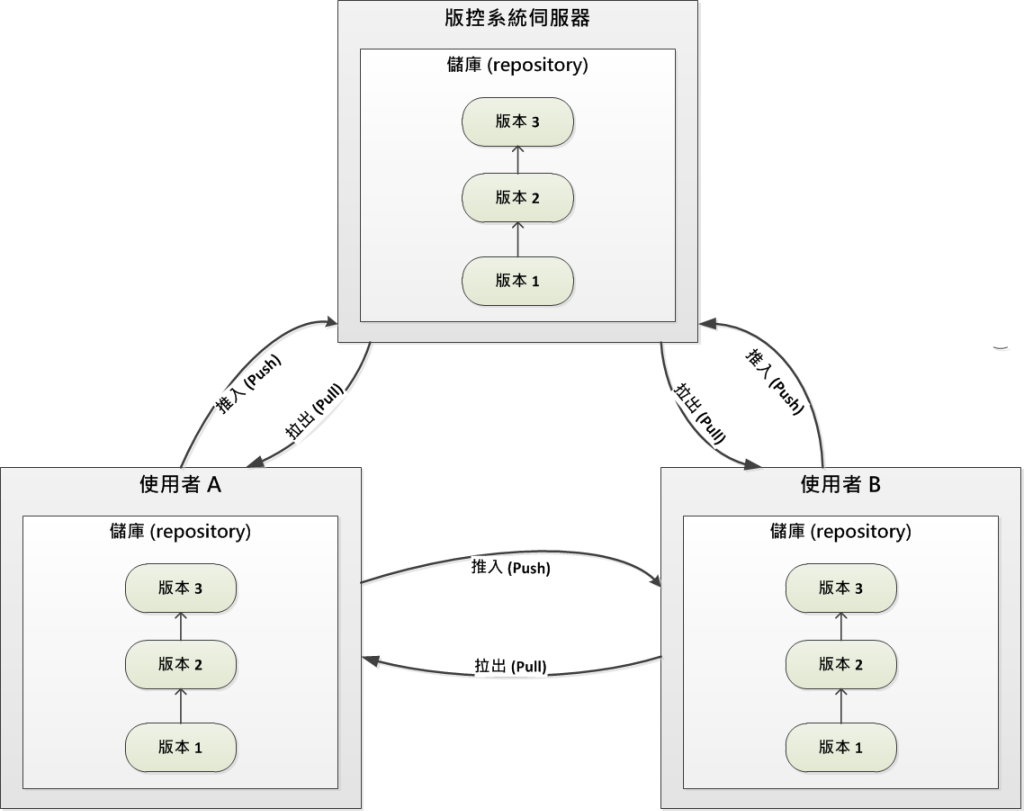 版控系統伺服器
儲庫 (repository)
版本 3
版本 2
版本 1
推入 (Push)
拉出 (Pull)
拉出 (Pull)
推入 (Push)
使用者 A
儲庫 (repository)
版本 3
版本 2
版本 1
推入 (Push)
拉出 (Pull)
使用者 B
儲庫 (repository)
版本 3
版本 2
版本 1